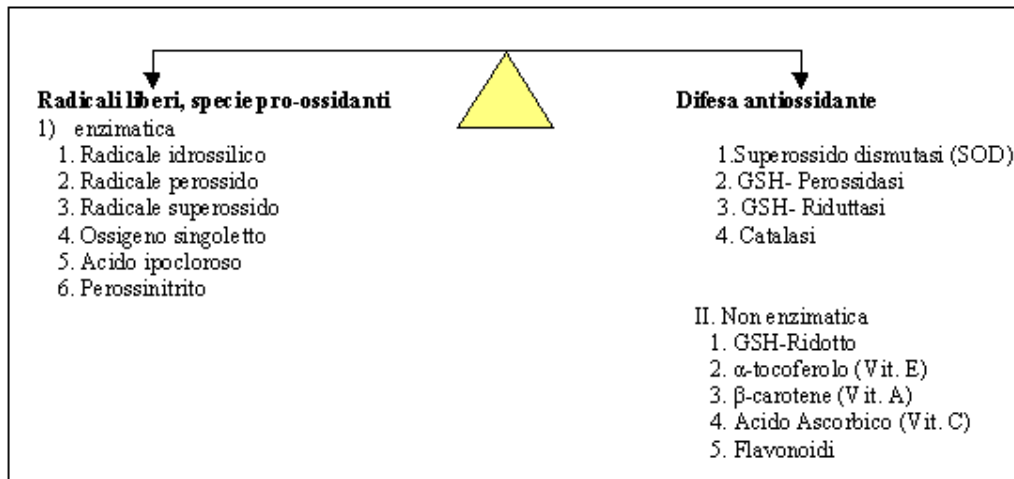 Radicali liberi, specie pro-ossidanti
1) enzimatica
1. Radicale idrossilico
2. Radicale perossido
3. Radicale superossido
4. Ossigeno singoletto
5. Acido ipocloroso
6. Perossinitrito
Difesa antiossidante
1.Superossido dismutasi (SOD)
2. GSH- Perossidasi
3. GSH- Riduttasi
4. Catalasi
II. Non enzimatica
1. GSH-Ridotto
2. α-tocoferolo (Vit. E)
3. β-carotene (Vit. A)
4. Acido Ascorbico (Vit. C)
5. Flavonoidi